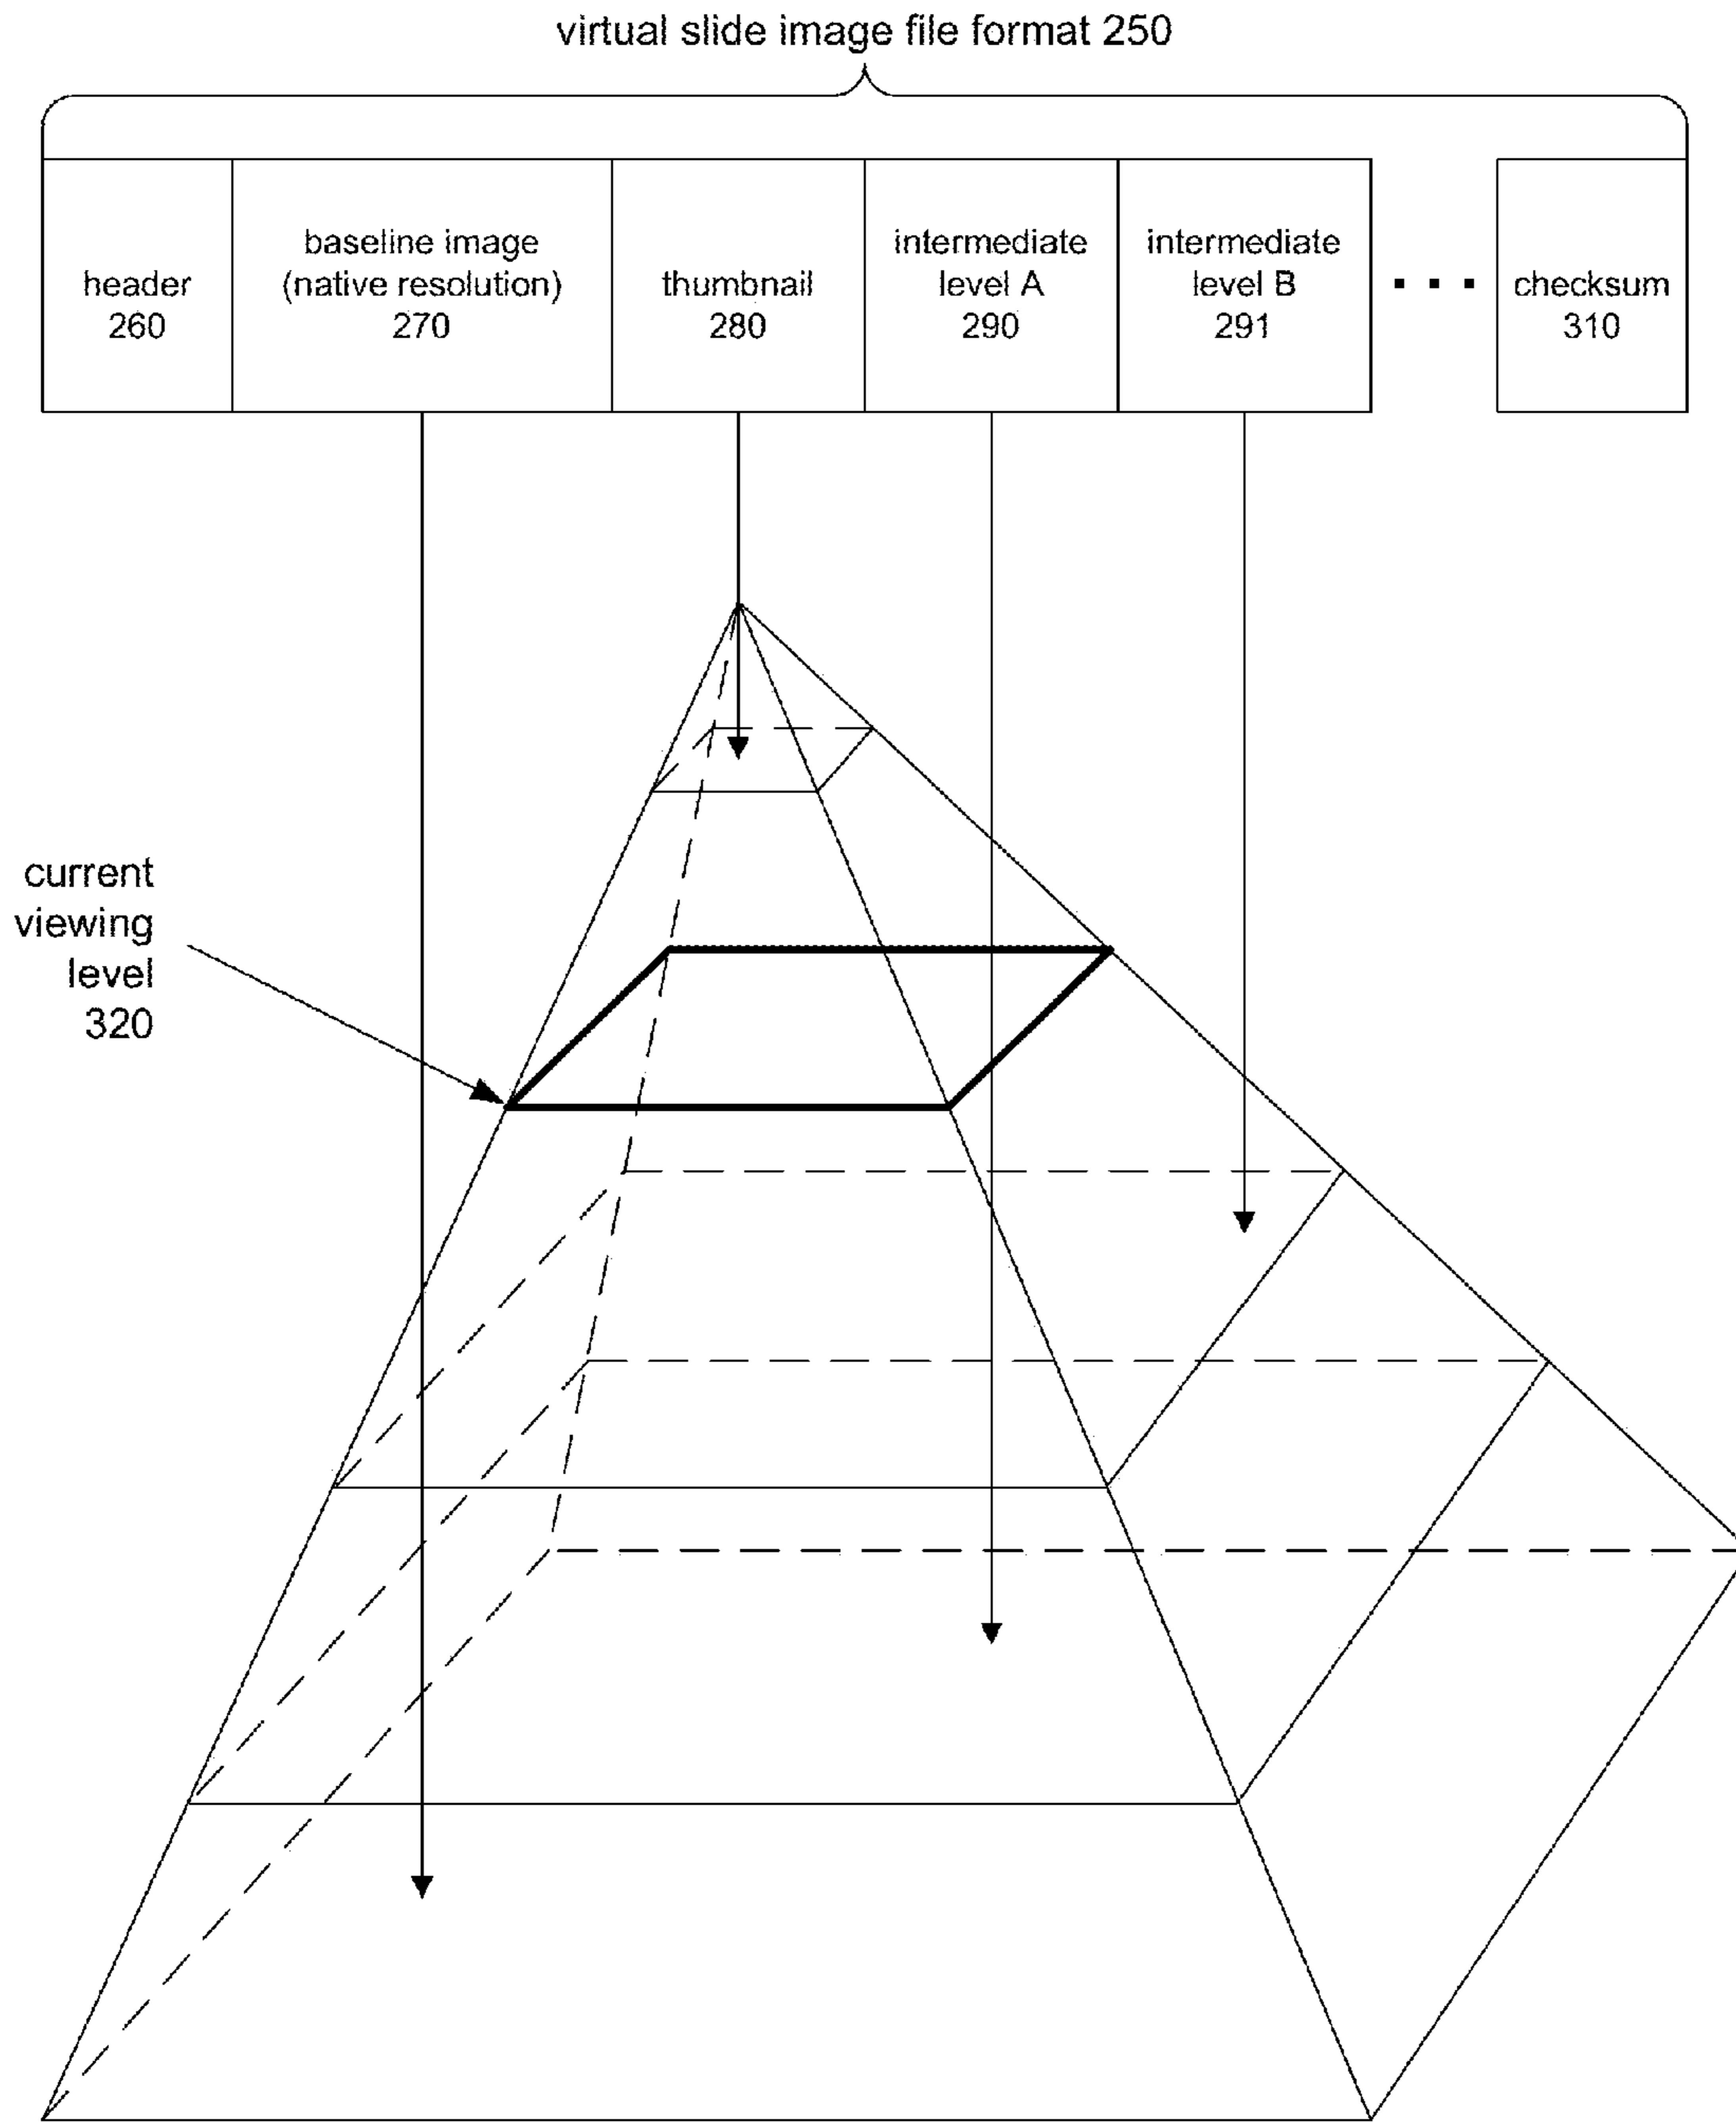 virtual slide image file format 250
header
260
baseline image
(native resolution)
270
thumbnail
280
intermediate
level A
290
intermediate
level B
291
. . .
checksum
310
current
viewing
level
320